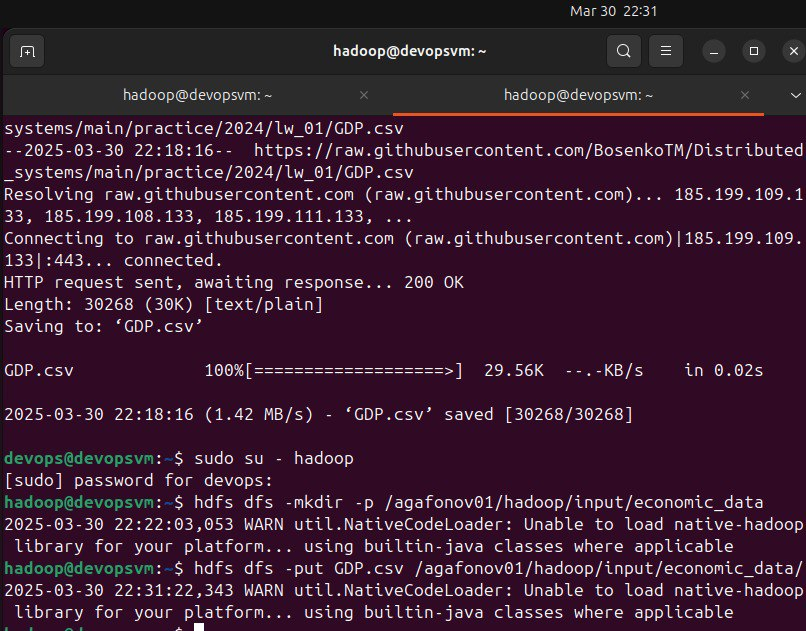 Mar 30 22:31
hadoop@devopsvm: ~
hadoop@devopsvm: ~
hadoop@devopsvm: ~
systems/main/practice/2024/lw_01/GDP.csv
--2025-03-30 22:18:16--  https://raw.githubusercontent.com/BosenkoTM/Distributed
_systems/main/practice/2024/lw_01/GDP.csv
Resolving raw.githubusercontent.com (raw.githubusercontent.com)... 185.199.109.1
33, 185.199.108.133, 185.199.111.133, ...
Connecting to raw.githubusercontent.com (raw.githubusercontent.com)|185.199.109.
133|:443... connected.
HTTP request sent, awaiting response... 200 OK
Length: 30268 (30K) [text/plain]
Saving to: ‘GDP.csv’
GDP.csv             100%[===================>]  29.56K  --.-KB/s    in 0.02s
2025-03-30 22:18:16 (1.42 MB/s) - ‘GDP.csv’ saved [30268/30268]
devops@devopsvm:~$ sudo su - hadoop
[sudo] password for devops:
hadoop@devopsvm:~$ hdfs dfs -mkdir -p /agafonov01/hadoop/input/economic_data
2025-03-30 22:22:03,053 WARN util.NativeCodeLoader: Unable to load native-hadoop
 library for your platform... using builtin-java classes where applicable
hadoop@devopsvm:~$ hdfs dfs -put GDP.csv /agafonov01/hadoop/input/economic_data/
2025-03-30 22:31:22,343 WARN util.NativeCodeLoader: Unable to load native-hadoop
 library for your platform... using builtin-java classes where applicable